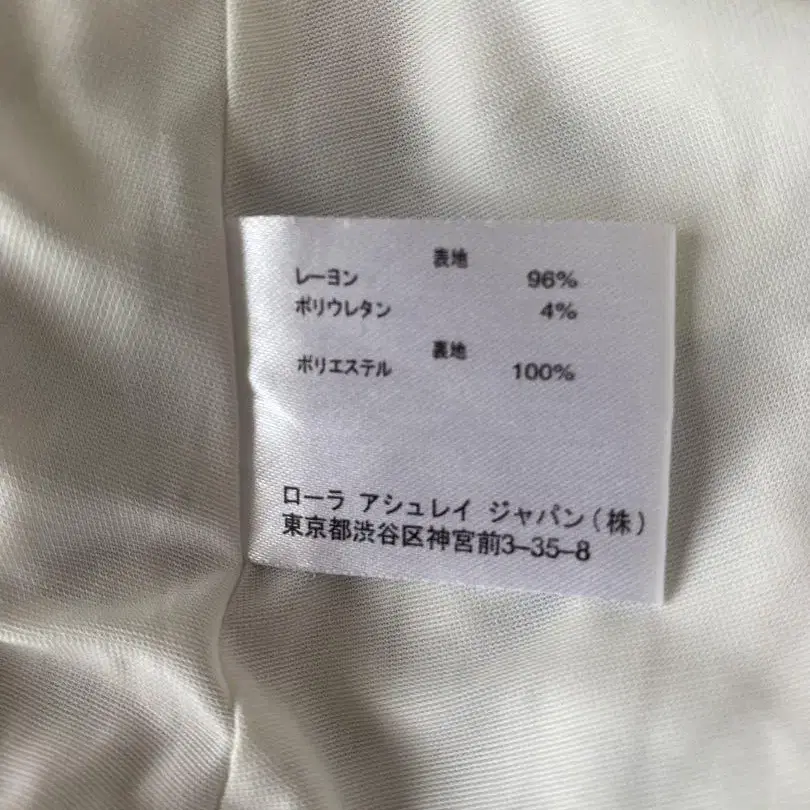 表地
レーヨン 96%
ポリウレタン 4%
裏地
ポリエステル 100%
ローラ アシュレイ ジャパン(株)
東京都渋谷区神宮前3-35-8